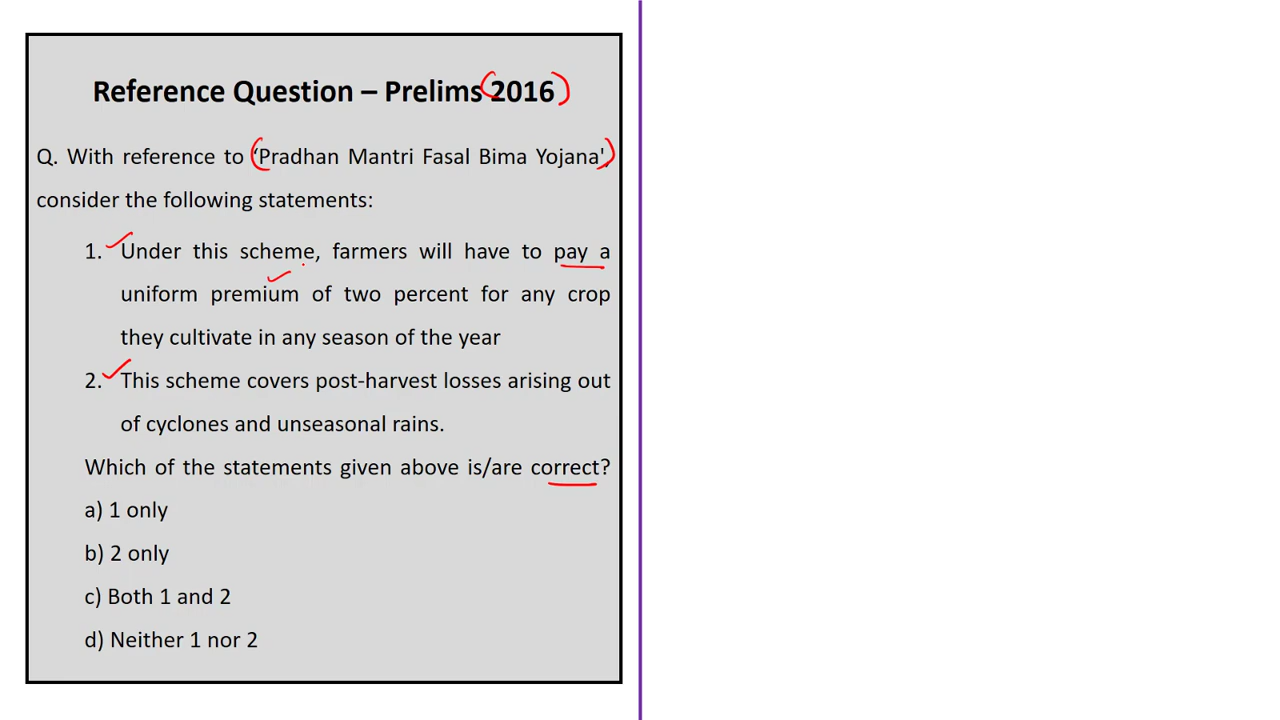 Reference Question – Prelims 2016
Q. With reference to 'Pradhan Mantri Fasal Bima Yojana',
consider the following statements:
1. Under this scheme, farmers will have to pay a
uniform premium of two percent for any crop
they cultivate in any season of the year
2. This scheme covers post-harvest losses arising out
of cyclones and unseasonal rains.
Which of the statements given above is/are correct?
a) 1 only
b) 2 only
c) Both 1 and 2
d) Neither 1 nor 2